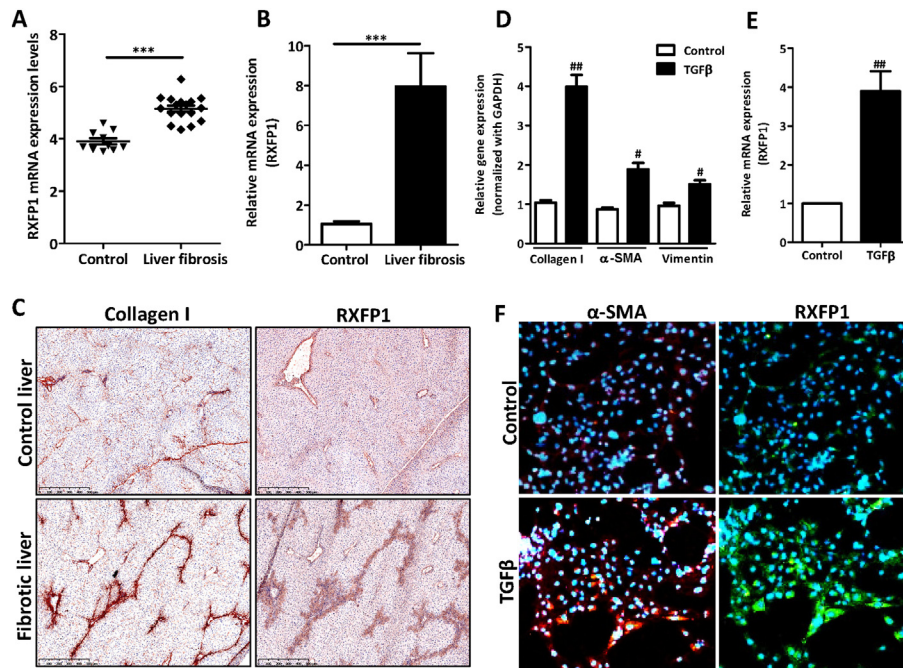 A
RXFP1 mRNA expression levels
8
6
4
2
0
***
Control
Liver fibrosis
B
Relative mRNA expression
(RXFP1)
10
8
6
4
2
0
***
Control
Liver fibrosis
D
Relative gene expression
(normalized with GAPDH)
5
4
3
2
1
0
Control
TGFβ
##
#
#
Collagen I
α-SMA
Vimentin
E
Relative mRNA expression
(RXFP1)
5
4
3
2
1
0
##
Control
TGFβ
C
Collagen I
RXFP1
Control liver
Fibrotic liver
F
α-SMA
RXFP1
Control
TGFβ